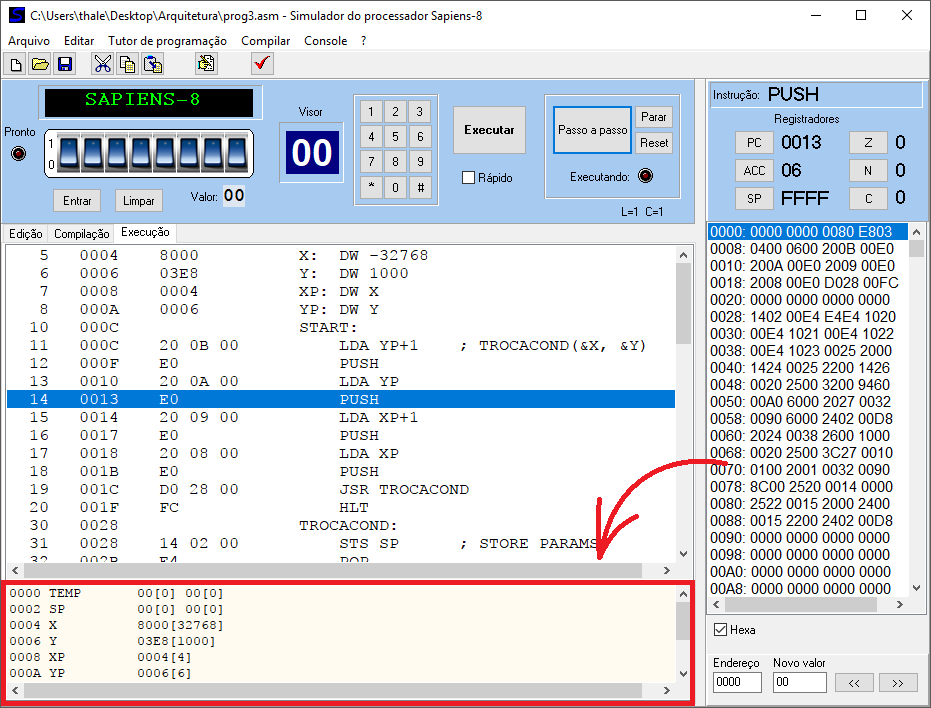 C:\Users\thale\Desktop\Arquitetura\prog3.asm - Simulador do processador Sapiens-8
Arquivo Editar Tutor de programação Compilar Console ?
SAPIENS-8
Pronto
1
0
Entrar
Limpar
Valor: 00
Visor
00
1 2 3
4 5 6
7 8 9
* 0 #
Executar
Rápido
Passo a passo
Parar
Reset
Executando:
L=1 C=1
Instrução: PUSH
Registradores
PC 0013 Z 0
ACC 06 N 0
SP FFFF C 0
Edição Compilação Execução
5 0004 8000 X: DW -32768
6 0006 03E8 Y: DW 1000
7 0008 0004 XP: DW X
8 000A 0006 YP: DW Y
10 000C START:
11 000C 20 0B 00 LDA YP+1 ; TROCACOND(&X, &Y)
12 000F E0 PUSH
13 0010 20 0A 00 LDA YP
14 0013 E0 PUSH
15 0014 20 09 00 LDA XP+1
16 0017 E0 PUSH
17 0018 20 08 00 LDA XP
18 001B E0 PUSH
19 001C D0 28 00 JSR TROCACOND
20 001F FC HLT
30 0028 TROCACOND:
31 0028 14 02 00 STS SP ; STORE PARAMS
32 002B E4 POP
0000 TEMP 00[0] 00[0]
0002 SP 00[0] 00[0]
0004 X 8000[32768]
0006 Y 03E8[1000]
0008 XP 0004[4]
000A YP 0006[6]
0000: 0000 0000 0080 E803
0008: 0400 0600 200B 00E0
0010: 200A 00E0 2009 00E0
0018: 2008 00E0 D028 00FC
0020: 0000 0000 0000 0000
0028: 1402 00E4 E4E4 1020
0030: 00E4 1021 00E4 1022
0038: 00E4 1023 0025 2000
0040: 1424 0025 2200 1426
0048: 0020 2500 3200 9460
0050: 00A0 6000 2027 0032
0058: 0090 6000 2402 00D8
0060: 2024 0038 2600 1000
0068: 0020 2500 3C27 0010
0070: 0100 2001 0032 0090
0078: 8C00 2520 0014 0000
0080: 2522 0015 2000 2400
0088: 0015 2200 2402 00D8
0090: 0000 0000 0000 0000
0098: 0000 0000 0000 0000
00A0: 0000 0000 0000 0000
00A8: 0000 0000 0000 0000
Hexa
Endereço Novo valor
0000 00 << >>